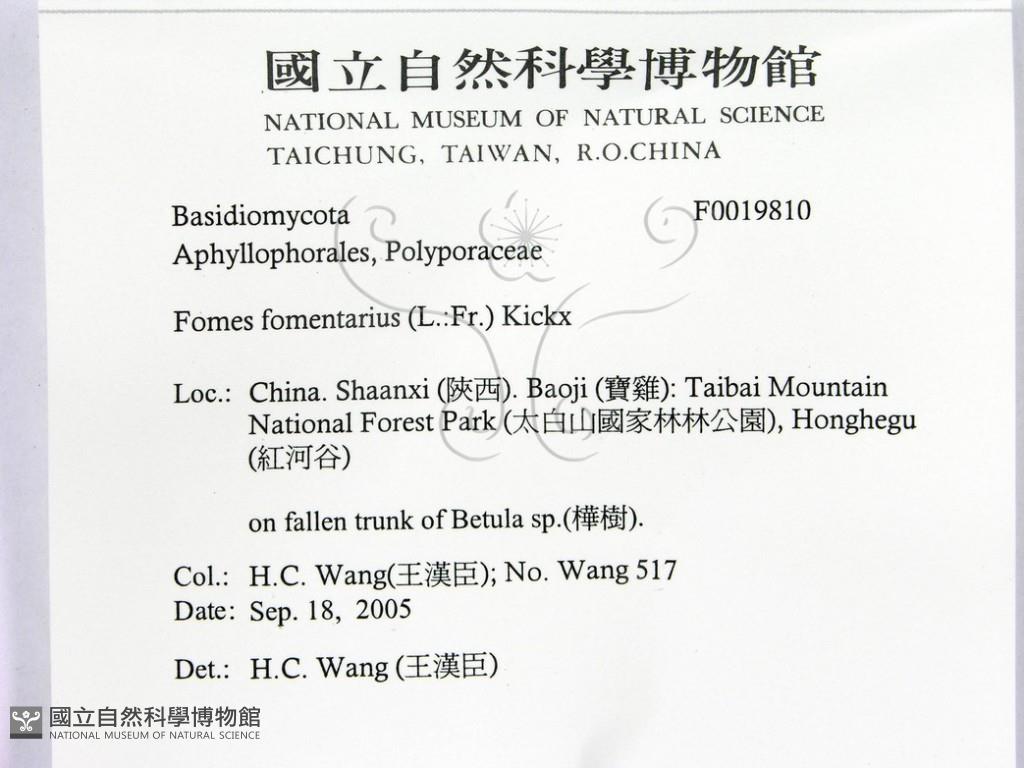 國立自然科學博物館
NATIONAL MUSEUM OF NATURAL SCIENCE
TAICHUNG, TAIWAN, R.O.CHINA
Basidiomycota F0019810
Aphyllophorales, Polyporaceae
Fomes fomentarius (L.:Fr.) Kickx
Loc.: China. Shaanxi (陝西). Baoji (寶雞): Taibai Mountain
National Forest Park (太白山國家林林公園), Honghegu
(紅河谷)
on fallen trunk of Betula sp.(樺樹).
Col.: H.C. Wang(王漢臣); No. Wang 517
Date: Sep. 18, 2005
Det.: H.C. Wang (王漢臣)
國立自然科學博物館
NATIONAL MUSEUM OF NATURAL SCIENCE